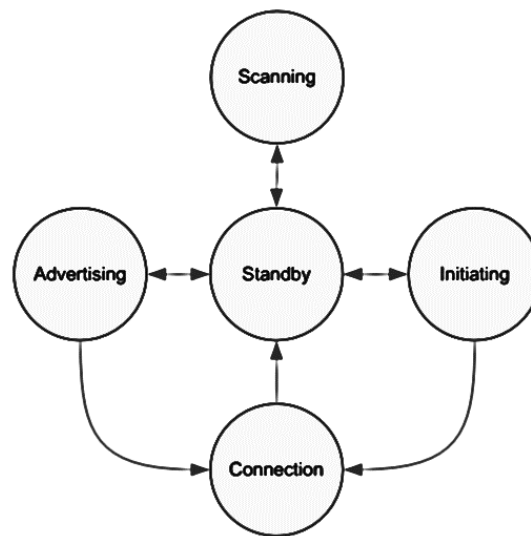 Scanning
Advertising
Standby
Initiating
Connection